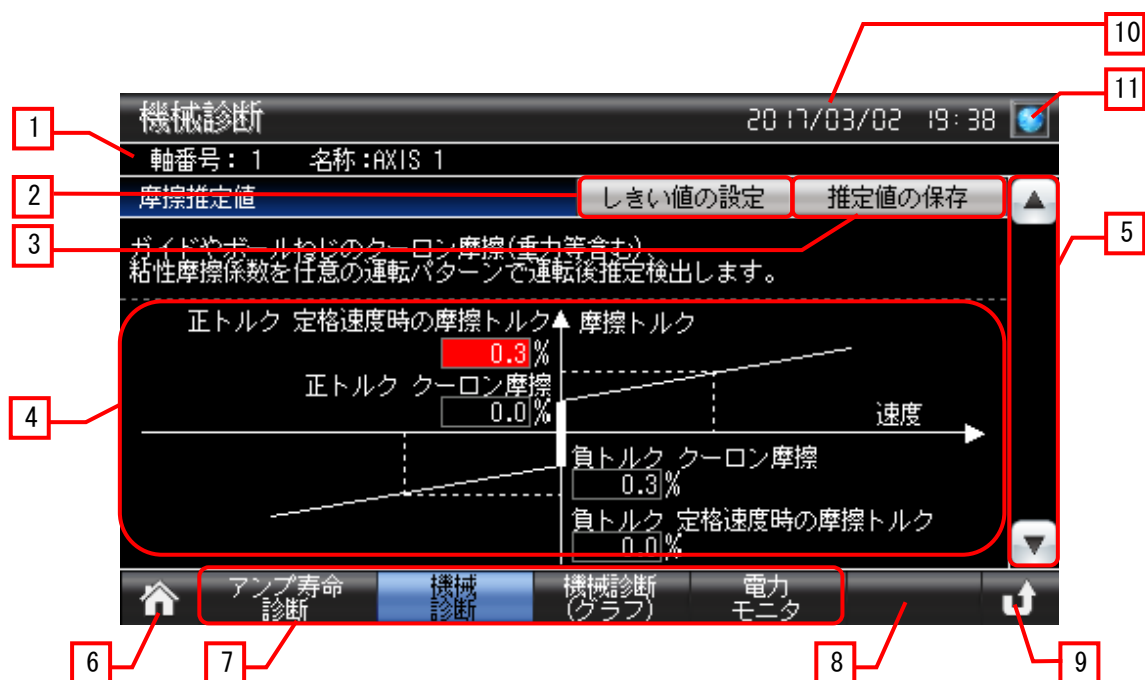 10
11
機械診断 2017/03/02 19:38
1
軸番号: 1 名称:AXIS 1
2
摩擦推定値 しきい値の設定 推定値の保存
3
5
ガイドやボールねじのクーロン摩擦(重力等含む)、
粘性摩擦係数を任意の運転パターンで運転後推定検出します。
正トルク 定格速度時の摩擦トルク 摩擦トルク
0.3%
正トルク クーロン摩擦
0.0%
4
速度
負トルク クーロン摩擦
0.3%
負トルク 定格速度時の摩擦トルク
0.0%
アンプ寿命
診断
機械
診断
機械診断
(グラフ)
電力
モニタ
6
7
8
9